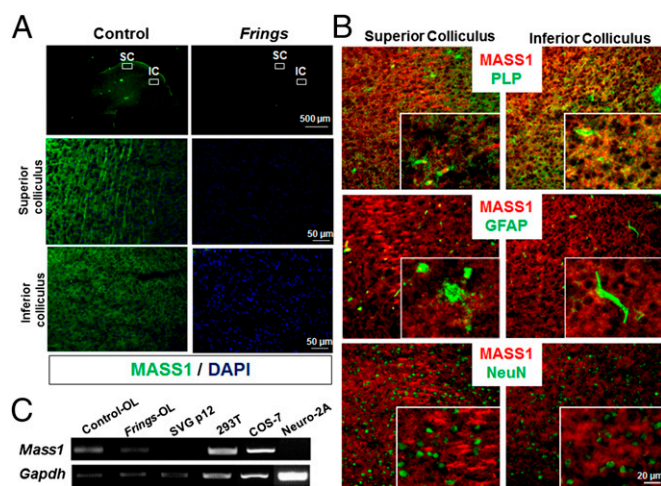 A
Control
Frings
SC
IC
SC
IC
500 µm
Superior
colliculus
50 µm
Inferior
colliculus
50 µm
MASS1 / DAPI
B
Superior Colliculus
Inferior Colliculus
MASS1
PLP
MASS1
GFAP
MASS1
NeuN
20 µm
C
Control-OL
Frings-OL
SVG p12
293T
COS-7
Neuro-2A
Mass1
Gapdh